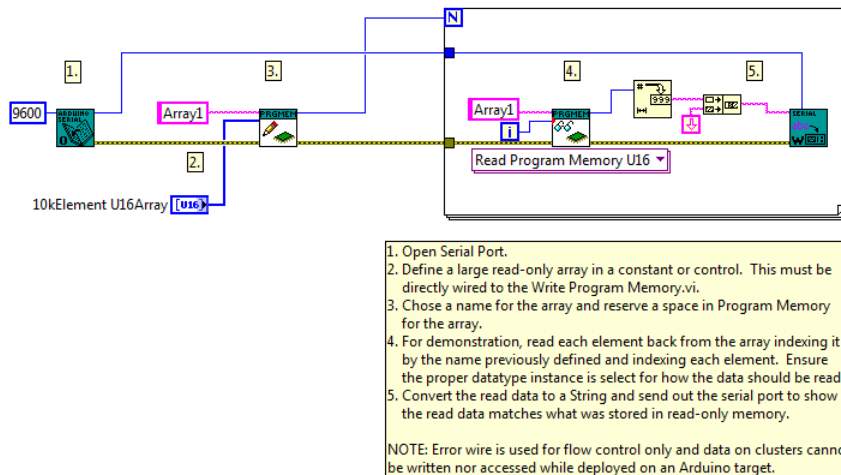 N
1.
3.
4.
5.
9600
ARDUINO
SERIAL
O
Array1
PRGMEM
Array1
i
PRGMEM
#
999
SERIAL
abc
W
2.
Read Program Memory U16
10kElement U16Array
[U16]
1. Open Serial Port.
2. Define a large read-only array in a constant or control. This must be
directly wired to the Write Program Memory.vi.
3. Chose a name for the array and reserve a space in Program Memory
for the array.
4. For demonstration, read each element back from the array indexing it
by the name previously defined and indexing each element. Ensure
the proper datatype instance is select for how the data should be read
5. Convert the read data to a String and send out the serial port to show
the read data matches what was stored in read-only memory.
NOTE: Error wire is used for flow control only and data on clusters canno
be written nor accessed while deployed on an Arduino target.